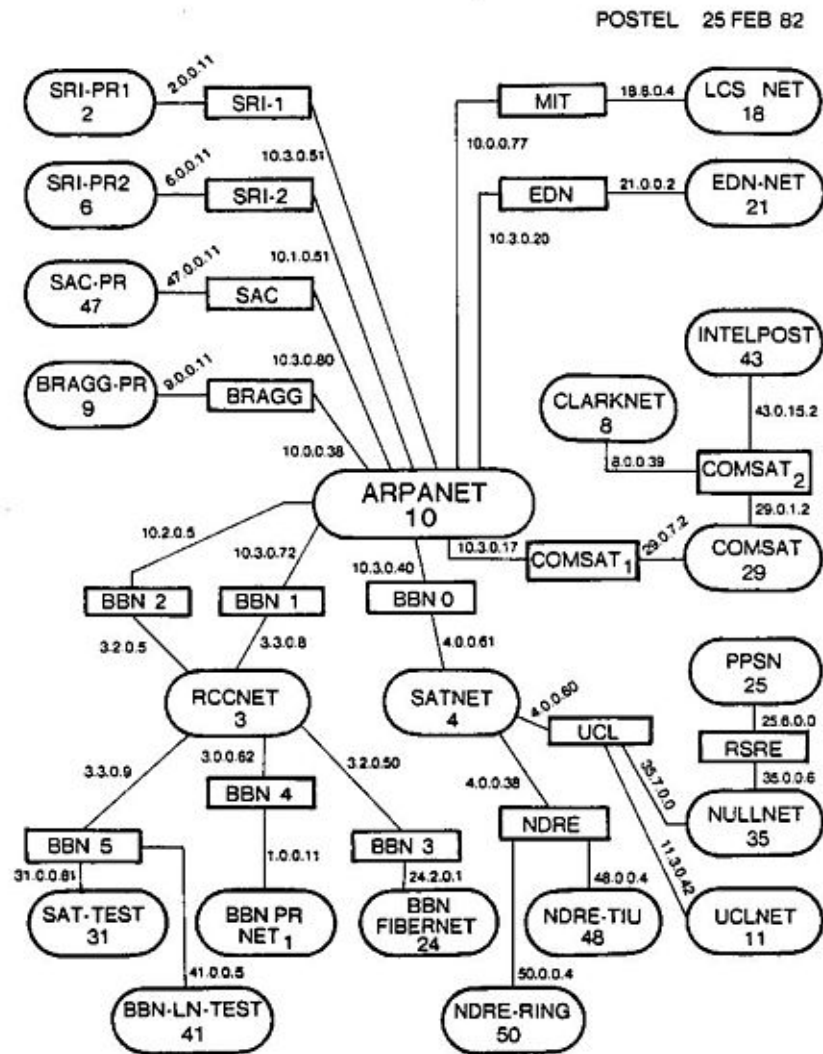 POSTEL 25 FEB 82
SRI-PR1
2
2.0.0.11
SRI-1
10.3.0.51
MIT
10.0.0.77
18.8.0.4
LCS NET
18
SRI-PR2
6
6.0.0.11
SRI-2
10.1.0.51
EDN
10.3.0.20
21.0.0.2
EDN-NET
21
SAC-PR
47
47.0.0.11
SAC
10.3.0.80
INTELPOST
43
43.0.15.2
BRAGG-PR
9
9.0.0.11
BRAGG
10.0.0.38
CLARKNET
8
8.0.0.39
COMSAT2
29.0.1.2
ARPANET
10
10.2.0.5
10.3.0.72
10.3.0.40
10.3.0.17
COMSAT1
29.0.7.2
COMSAT
29
BBN 2
BBN 1
BBN 0
3.2.0.5
3.3.0.8
4.0.0.61
RCCNET
3
SATNET
4
4.0.0.60
UCL
PPSN
25
25.6.0.0
RSRE
35.0.0.6
3.3.0.9
3.0.0.62
3.2.0.50
4.0.0.38
35.7.0.0
NULLNET
35
BBN 4
BBN 5
BBN 3
NDRE
31.0.0.61
1.0.0.11
24.2.0.1
48.0.0.4
11.3.0.42
SAT-TEST
31
BBN PR
NET1
BBN
FIBERNET
24
NDRE-TIU
48
UCLNET
11
41.0.0.5
50.0.0.4
BBN-LN-TEST
41
NDRE-RING
50